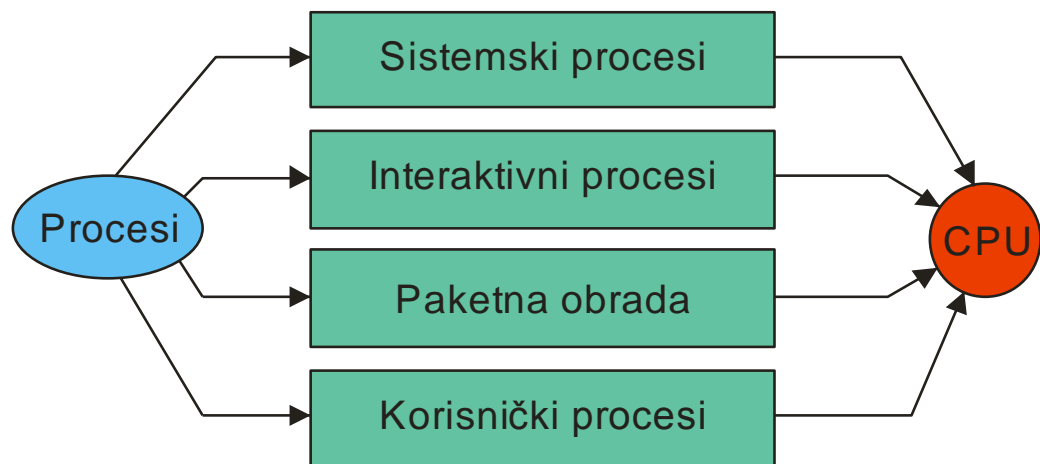 Sistemski procesi
Interaktivni procesi
Procesi
CPU
Paketna obrada
Korisnički procesi